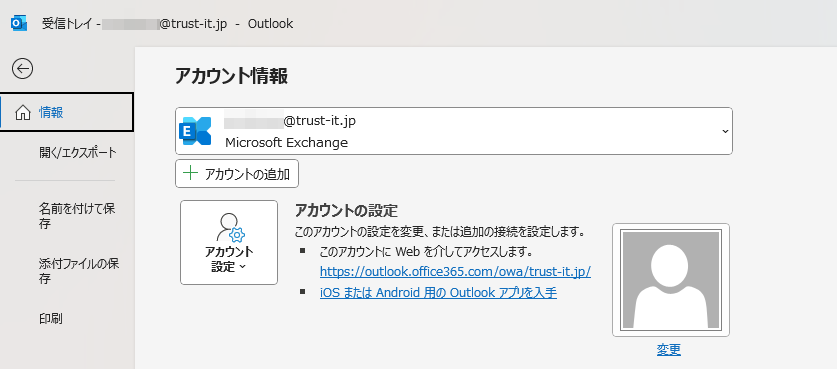 受信トレイ - @trust-it.jp - Outlook
アカウント情報
情報
@trust-it.jp
Microsoft Exchange
開く/エクスポート
アカウントの追加
名前を付けて保
存
アカウントの設定
このアカウントの設定を変更、または追加の接続を設定します。
アカウント
設定
このアカウントに Web を介してアクセスします。
https://outlook.office365.com/owa/trust-it.jp/
iOS または Android 用の Outlook アプリを入手
添付ファイルの保
存
印刷
変更